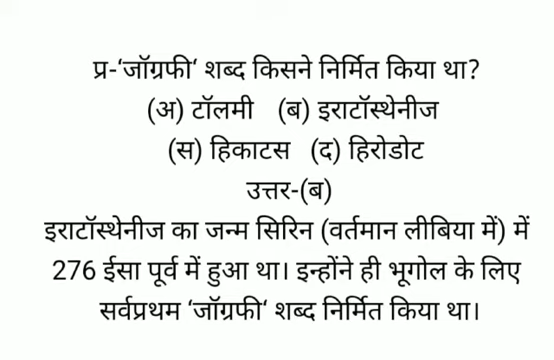 प्र-‘जॉग्रफी‘ शब्द किसने निर्मित किया था?
(अ) टॉलमी (ब) इराटॉस्थेनीज
(स) हिकाटस (द) हिरोडोट
उत्तर-(ब)
इराटॉस्थेनीज का जन्म सिरिन (वर्तमान लीबिया में) में
276 ईसा पूर्व में हुआ था। इन्होंने ही भूगोल के लिए
सर्वप्रथम ‘जॉग्रफी‘ शब्द निर्मित किया था।